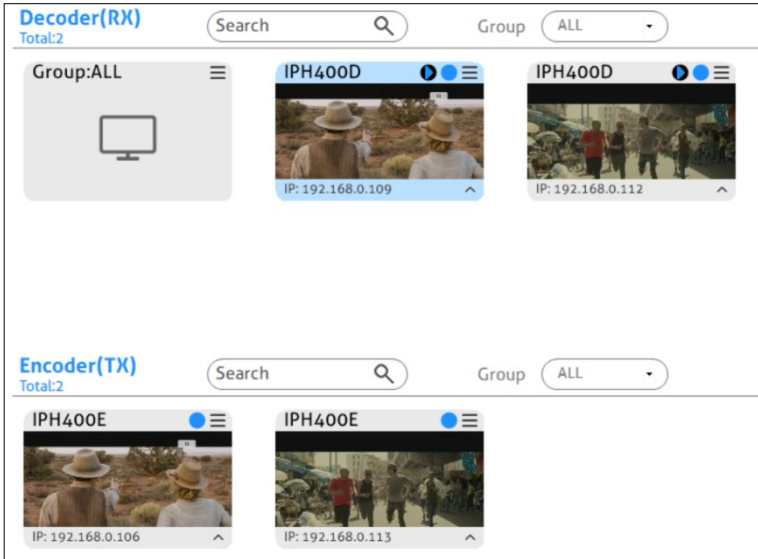 Decoder(RX)
Total:2
Search
Group
ALL
Group:ALL
IPH400D
IP: 192.168.0.109
IPH400D
IP: 192.168.0.112
Encoder(TX)
Total:2
Search
Group
ALL
IPH400E
IP: 192.168.0.106
IPH400E
IP: 192.168.0.113